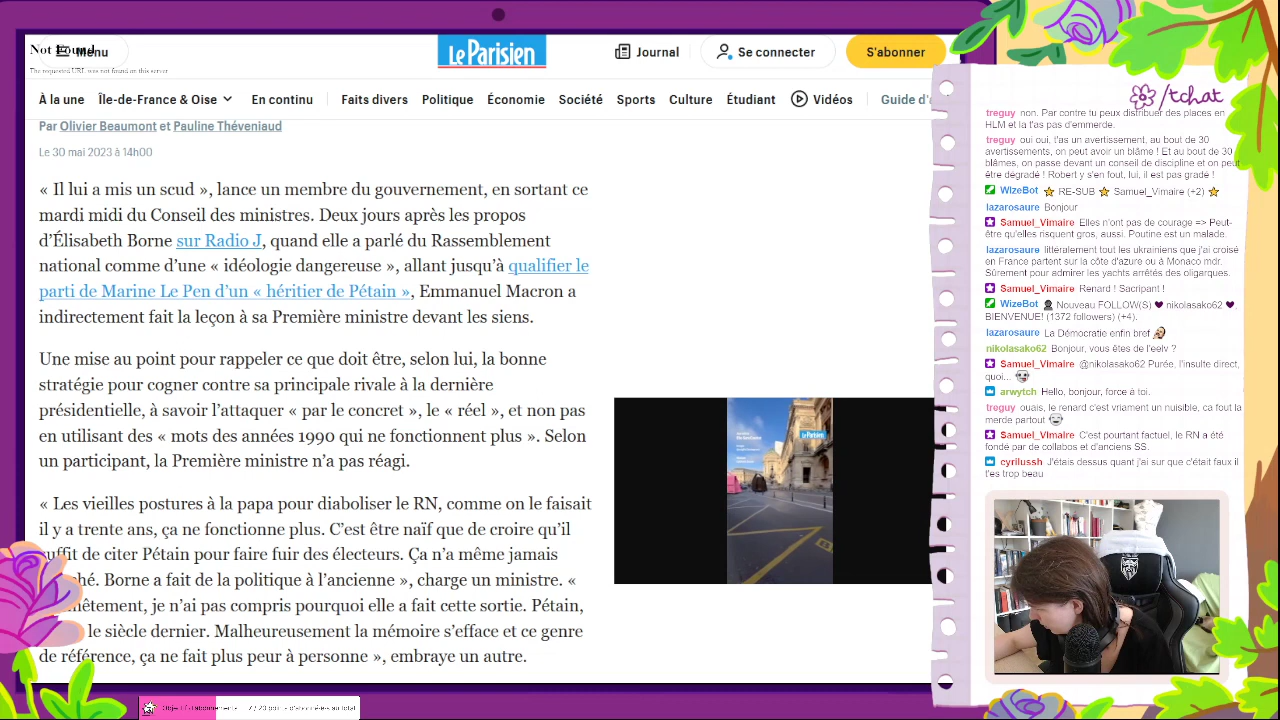 Not Found
Menu
The requested URL was not found on this server.
Le Parisien
Journal
Se connecter
S'abonner
À la une
Île-de-France & Oise
En continu
Faits divers
Politique
Économie
Société
Sports
Culture
Étudiant
Vidéos
Guide d'a
Par Olivier Beaumont et Pauline Théveniaud
Le 30 mai 2023 à 14h00
« Il lui a mis un scud », lance un membre du gouvernement, en sortant ce
mardi midi du Conseil des ministres. Deux jours après les propos
d'Élisabeth Borne sur Radio J, quand elle a parlé du Rassemblement
national comme d'une « ideologie dangereuse », allant jusqu'à qualifier le
parti de Marine Le Pen d'un « héritier de Pétain », Emmanuel Macron a
indirectement fait la leçon à sa Première ministre devant les siens.
Une mise au point pour rappeler ce que doit être, selon lui, la bonne
stratégie pour cogner contre sa principale rivale à la dernière
présidentielle, à savoir l'attaquer « par le concret », le « réel », et non pas
en utilisant des « mots des années 1990 qui ne fonctionnent plus ». Selon
un participant, la Première ministre n'a pas réagi.
« Les vieilles postures à la papa pour diaboliser le RN, comme on le faisait
il y a trente ans, ça ne fonctionne plus. C'est être naïf que de croire qu'il
suffit de citer Pétain pour faire fuir des électeurs. Ça n'a même jamais
ché. Borne a fait de la politique à l'ancienne », charge un ministre. «
nêtement, je n'ai pas compris pourquoi elle a fait cette sortie. Pétain,
le siècle dernier. Malheureusement la mémoire s'efface et ce genre
de référence, ça ne fait plus peur à personne », embraye un autre.
Le Parisien
/tchat
treguy non. Par contre tu peux distribuer des places en
HLM et la t'as pas d'emmerde.
treguy oui oui, t'as un avertissement, au bout de 30
avertissements, on peut avoir un blâme ! Et au bout de 30
blâmes, on passe devant un conseil de discipline et on peut
être dégradé ! Robert y s'en fout, lui, il est pas gradé !
WizeBot RE-SUB Samuel_Vimaire (+2)
lazarosaure Bonjour
Samuel_Vimaire Elles n'ont pas de courage => Peut-
être qu'elles risquent gros, aussi. Poutine est un malade.
lazarosaure littéralement tout les ukrainiens que j'ai croisé
en France partent sur la côte d'azure ou à Monaco mdr.
Sûrement pour admirer les yachts arrêtés des oligarques.
Samuel_Vimaire Renard ! Sacripant !
WizeBot Nouveau FOLLOW(S) nikolasako62
BIENVENUE! (1372 followers) (+4).
lazarosaure La Démocratie enfin bref
nikolasako62 Bonjour, vous êtes de l'eelv ?
Samuel_Vimaire @nikolasako62 Purée, l'insulte direct,
quoi...
arwytch Hello, bonjour, force à toi.
treguy ouais, le renard c'est vriament un nuisible, ca fout la
merde partout
Samuel_Vimaire C'est pourtant factuel, le RN a été
fondé par de collabos et d'anciens SS.
cyrilussh J'étais dessus quant j'ai sur que c'était faux il
l'es trop beau